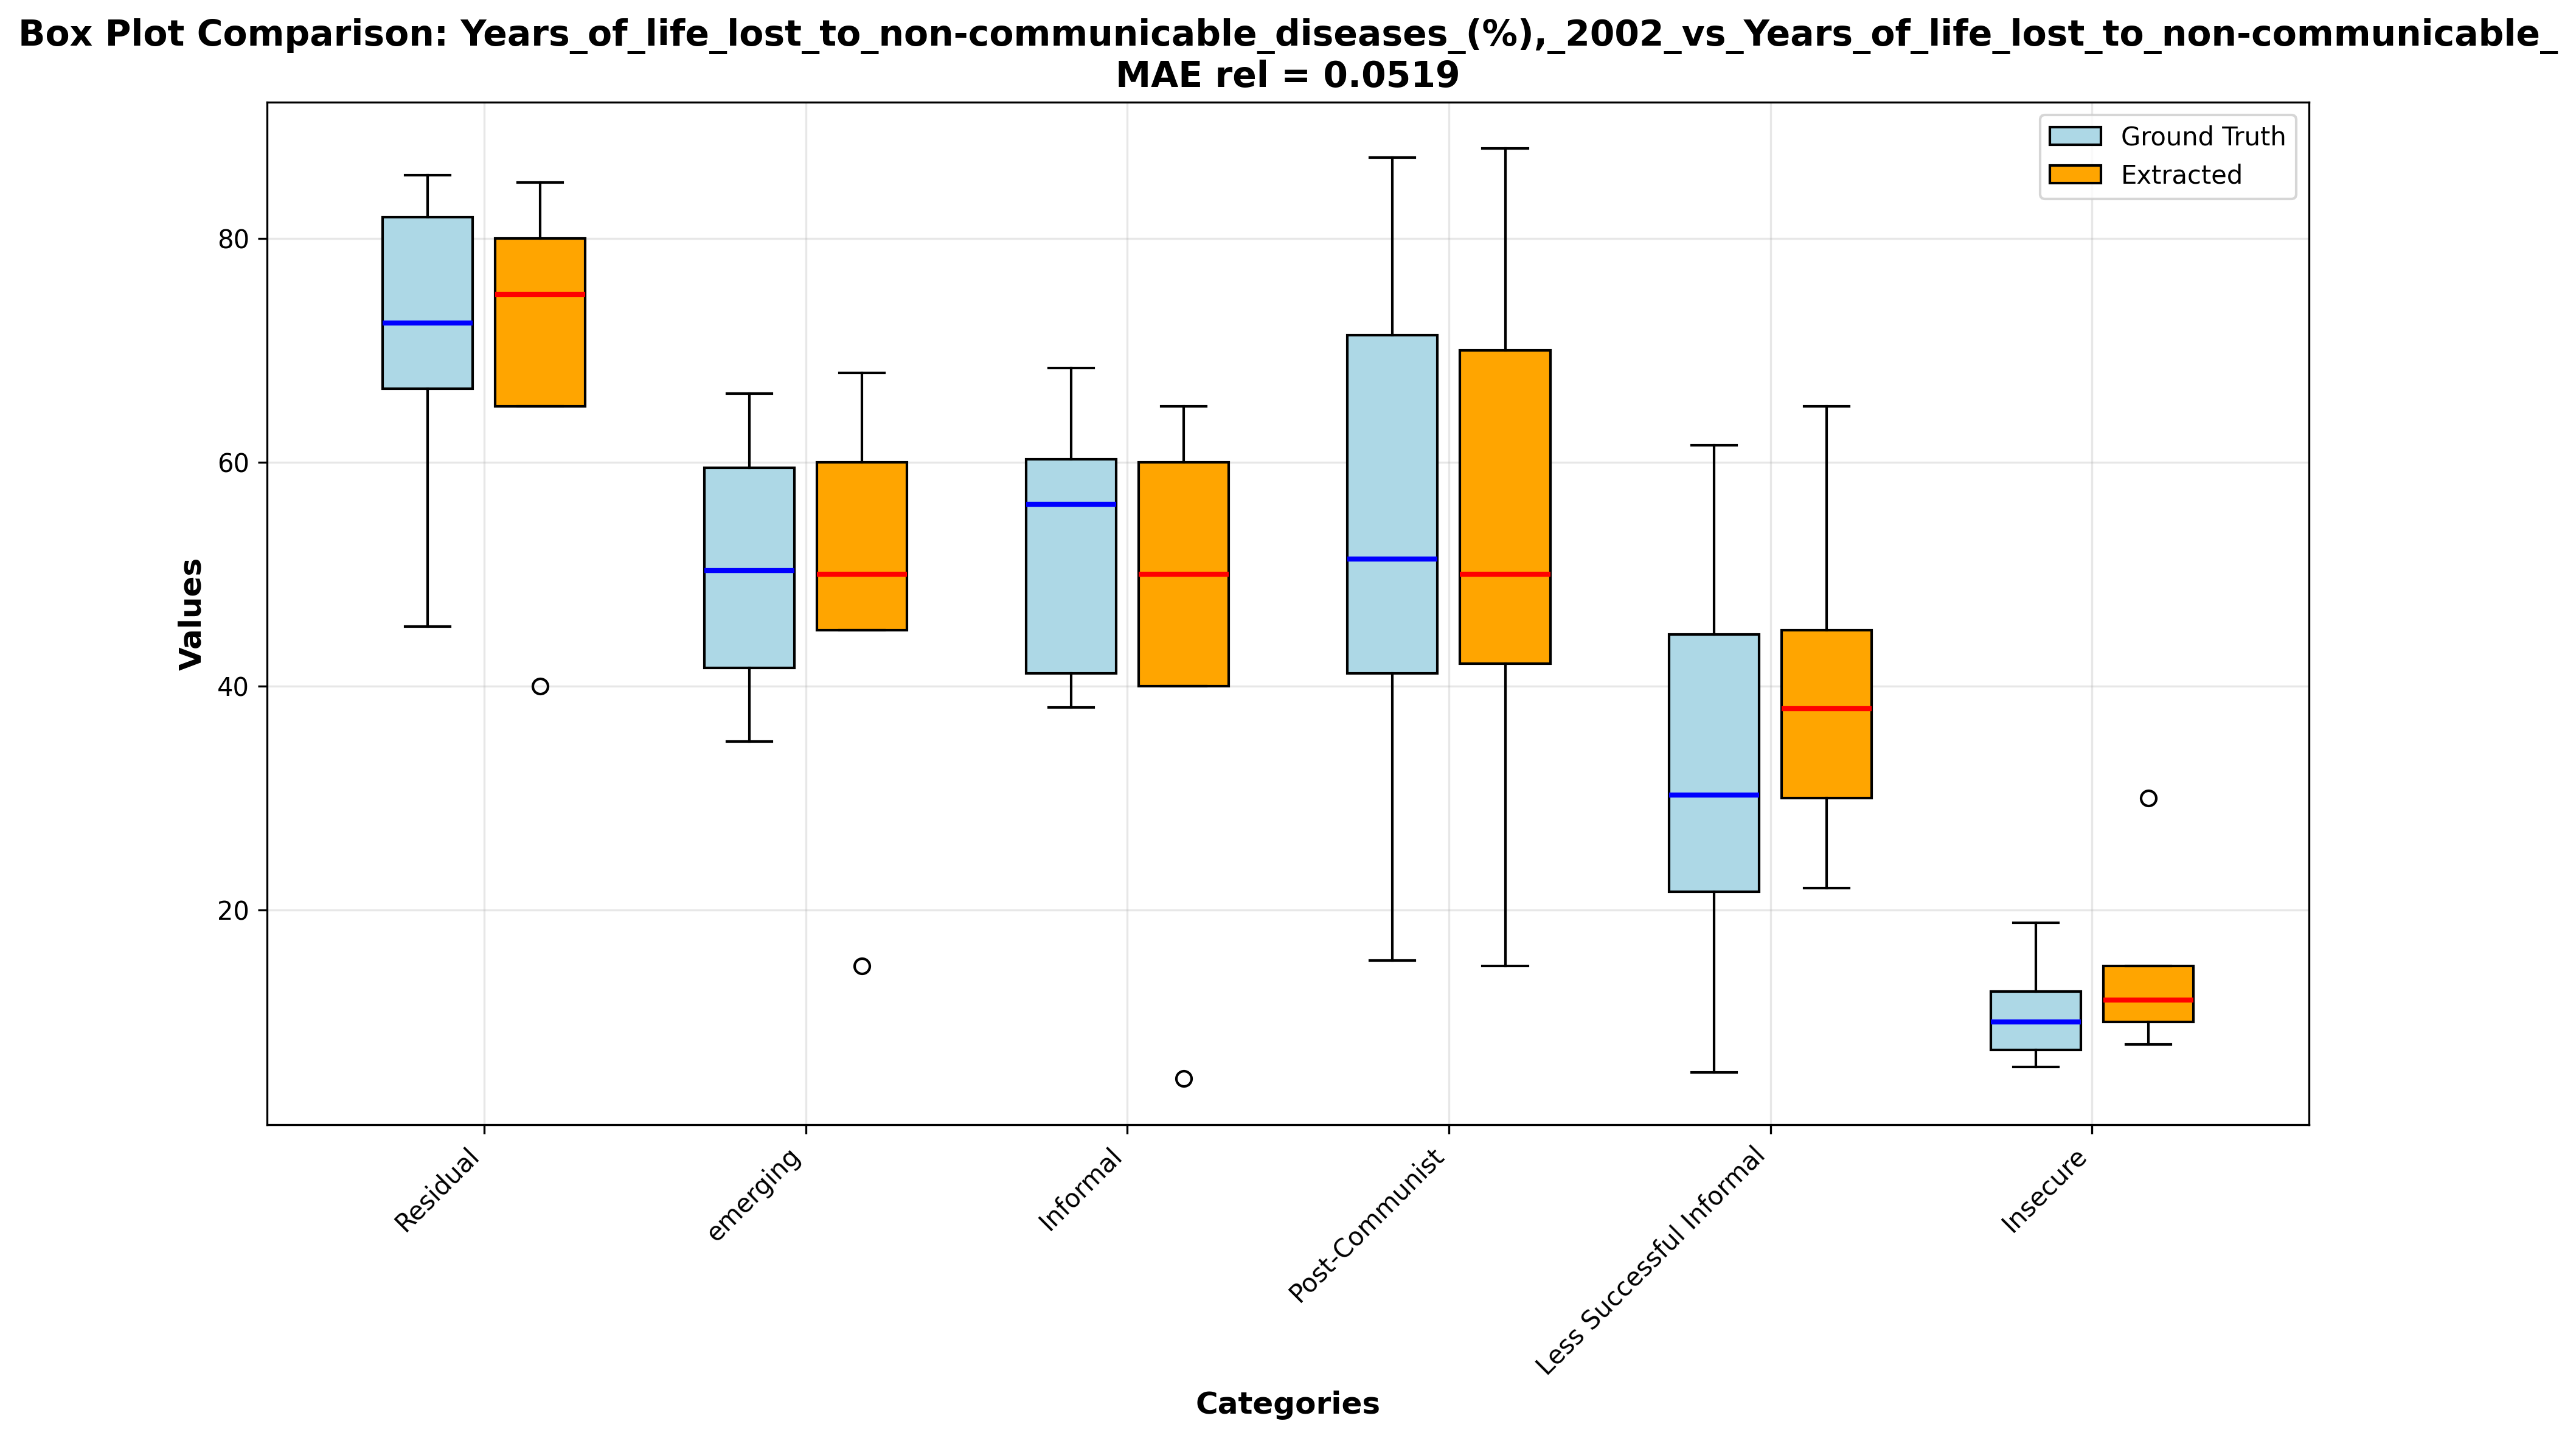 Box Plot Comparison: Years_of_life_lost_to_non-communicable_diseases_(%),_2002_vs_Years_of_life_lost_to_non-communicable_
MAE rel = 0.0519
Ground Truth
Extracted
Values
80
60
40
20
Residual
emerging
Informal
Post-Communist
Less Successful Informal
Insecure
Categories